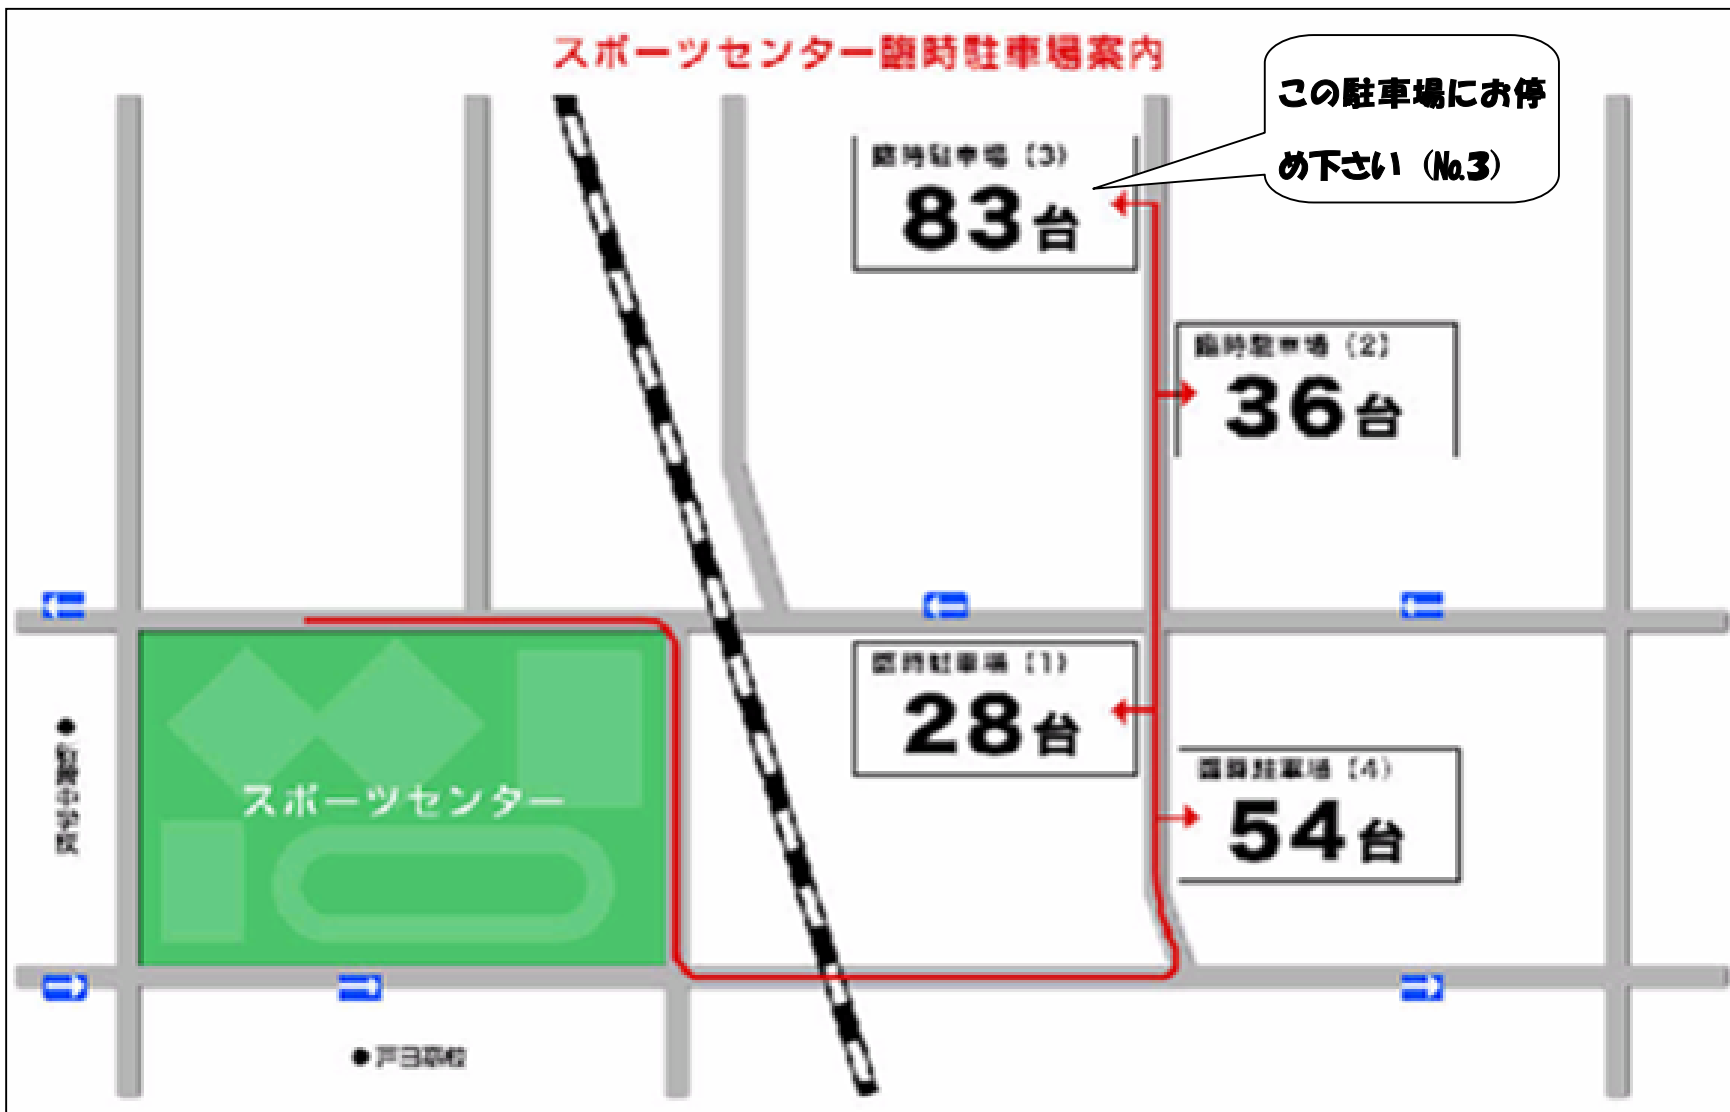 スポーツセンター臨時駐車場案内
この駐車場にお停
め下さい（№3）
臨時駐車場（3）
83台
臨時駐車場（2）
36台
臨時駐車場（1）
28台
臨時駐車場（4）
54台
スポーツセンター